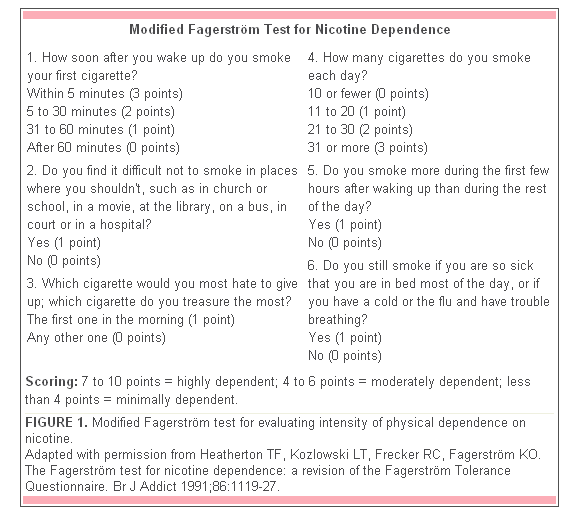 Modified Fagerström Test for Nicotine Dependence
1. How soon after you wake up do you smoke
your first cigarette?
Within 5 minutes (3 points)
5 to 30 minutes (2 points)
31 to 60 minutes (1 point)
After 60 minutes (0 points)
2. Do you find it difficult not to smoke in places
where you shouldn't, such as in church or
school, in a movie, at the library, on a bus, in
court or in a hospital?
Yes (1 point)
No (0 points)
3. Which cigarette would you most hate to give
up; which cigarette do you treasure the most?
The first one in the morning (1 point)
Any other one (0 points)
4. How many cigarettes do you smoke
each day?
10 or fewer (0 points)
11 to 20 (1 point)
21 to 30 (2 points)
31 or more (3 points)
5. Do you smoke more during the first few
hours after waking up than during the rest
of the day?
Yes (1 point)
No (0 points)
6. Do you still smoke if you are so sick
that you are in bed most of the day, or if
you have a cold or the flu and have trouble
breathing?
Yes (1 point)
No (0 points)
Scoring: 7 to 10 points = highly dependent; 4 to 6 points = moderately dependent; less
than 4 points = minimally dependent.
FIGURE 1. Modified Fagerström test for evaluating intensity of physical dependence on
nicotine.
Adapted with permission from Heatherton TF, Kozlowski LT, Frecker RC, Fagerström KO.
The Fagerström test for nicotine dependence: a revision of the Fagerström Tolerance
Questionnaire. Br J Addict 1991;86:1119-27.